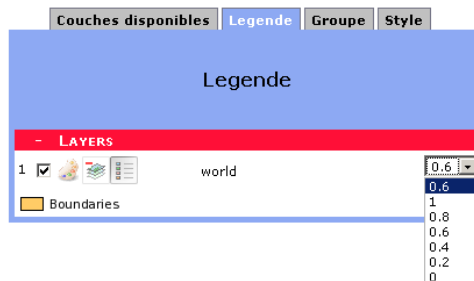 Couches disponibles Legende Groupe Style
Legende
- LAYERS
1 world 0.6
0.6
1
Boundaries
0.8
0.6
0.4
0.2
0